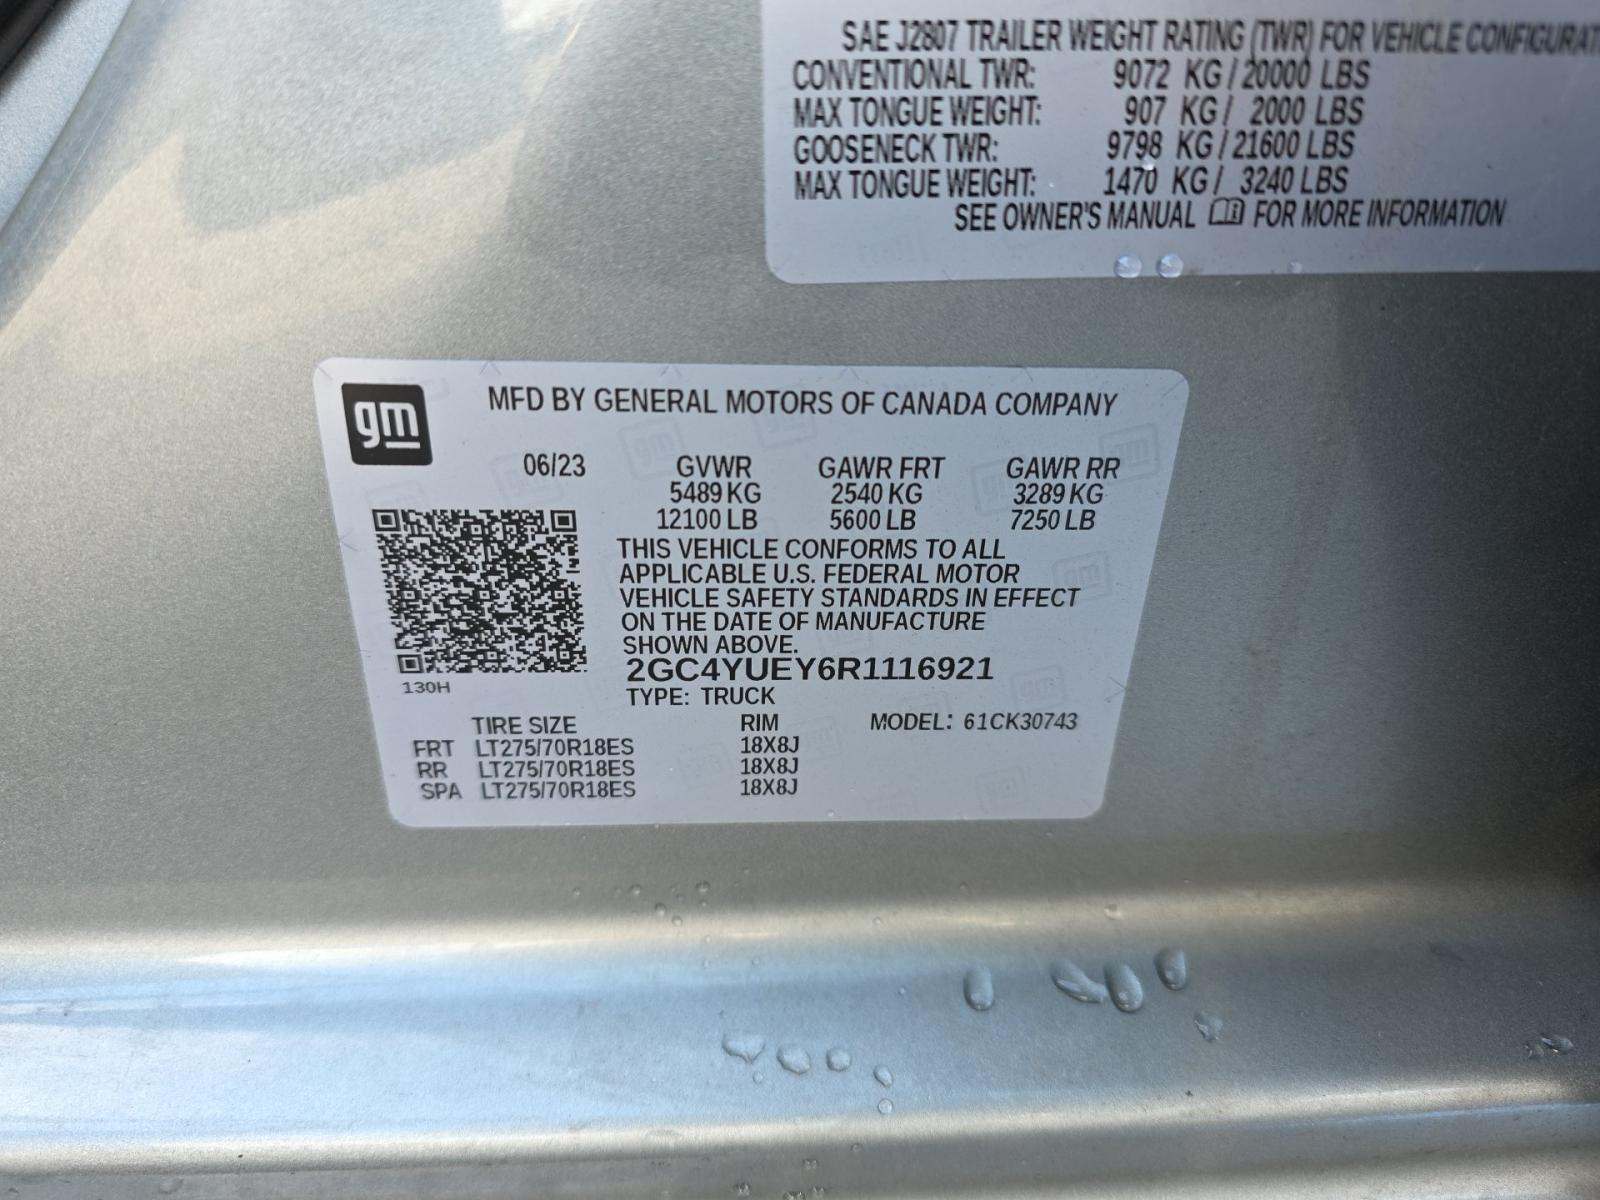 SAE J2807 TRAILER WEIGHT RATING (TWR) FOR VEHICLE
CONVENTIONAL TWR: 9072 KG / 20000 LBS
MAX TONGUE WEIGHT: 907 KG / 2000 LBS
GOOSENECK TWR: 9798 KG / 21600 LBS
MAX TONGUE WEIGHT: 1470 KG / 3240 LBS
SEE OWNER'S MANUAL FOR MORE INFORMATION
gm
MFD BY GENERAL MOTORS OF CANADA COMPANY
06/23 GVWR GAWR FRT GAWR RR
5489 KG 2540 KG 3289 KG
12100 LB 5600 LB 7250 LB
THIS VEHICLE CONFORMS TO ALL
APPLICABLE U.S. FEDERAL MOTOR
VEHICLE SAFETY STANDARDS IN EFFECT
ON THE DATE OF MANUFACTURE
SHOWN ABOVE.
2GC4YUEY6R1116921
130H
TYPE: TRUCK
TIRE SIZE RIM MODEL: 61CK30743
FRT LT275/70R18ES 18X8J
RR LT275/70R18ES 18X8J
SPA LT275/70R18ES 18X8J